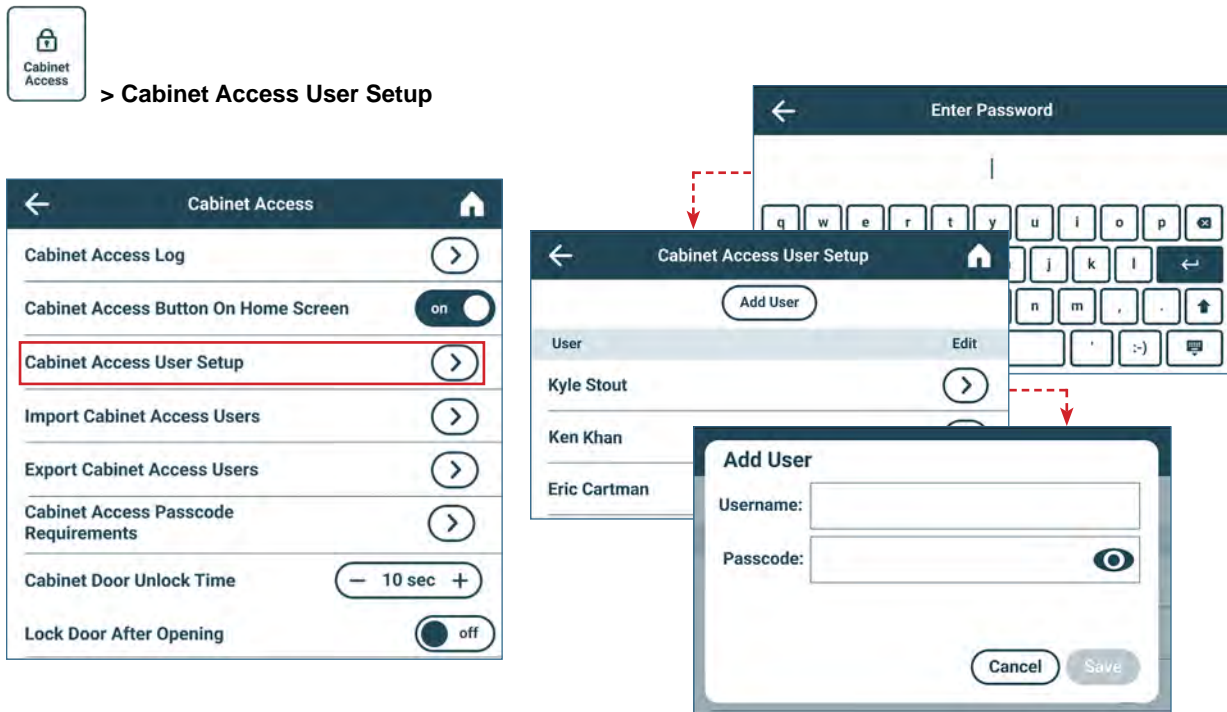 Cabinet
Access
> Cabinet Access User Setup
Cabinet Access
Cabinet Access Log
Cabinet Access Button On Home Screen
on
Cabinet Access User Setup
Import Cabinet Access Users
Export Cabinet Access Users
Cabinet Access Passcode
Requirements
Cabinet Door Unlock Time
− 10 sec +
Lock Door After Opening
off
Enter Password
q w e r t y u i o p
j k l
n m , .
' :-)
Cabinet Access User Setup
Add User
User Edit
Kyle Stout
Ken Khan
Eric Cartman
Add User
Username:
Passcode:
Cancel Save